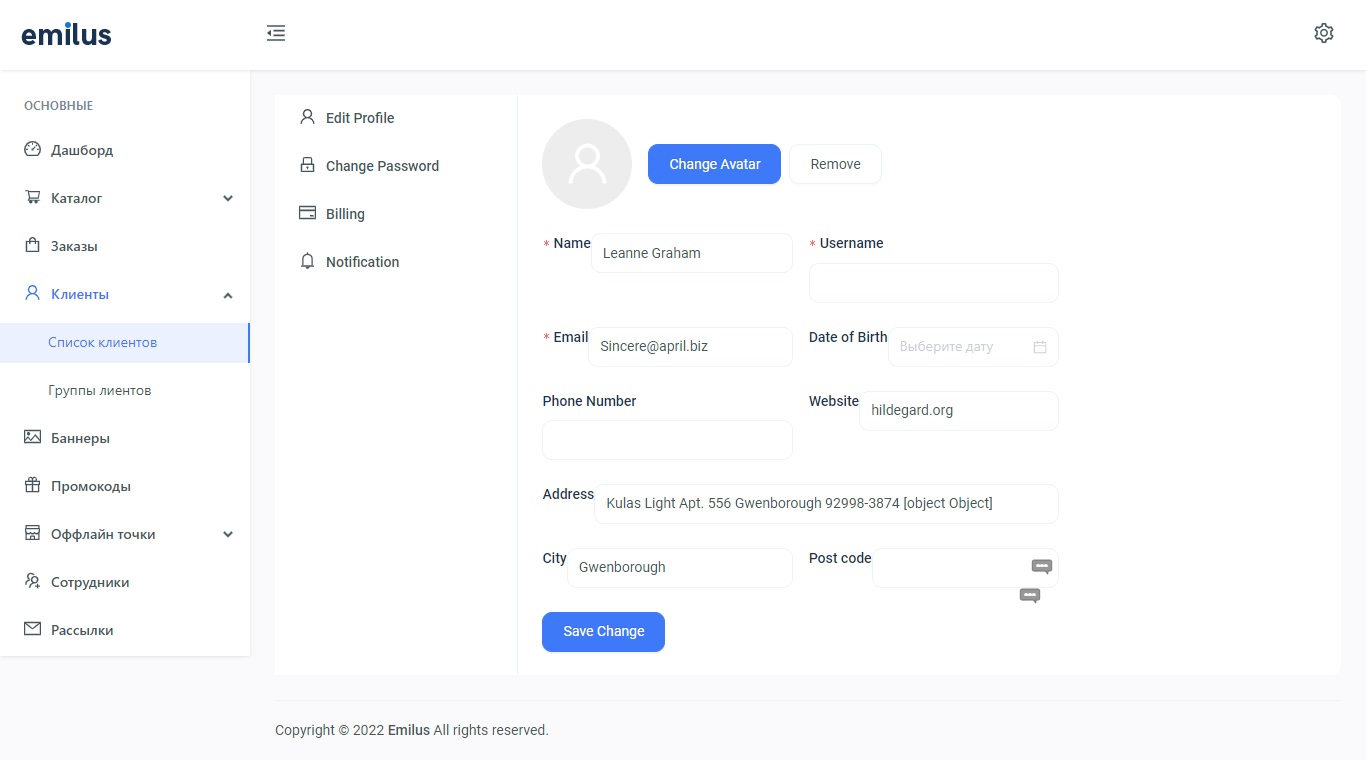 emilus
ОСНОВНЫЕ
Дашборд
Каталог
Заказы
Клиенты
Список клиентов
Группы лиентов
Баннеры
Промокоды
Оффлайн точки
Сотрудники
Рассылки
Edit Profile
Change Password
Billing
Notification
Change Avatar Remove
* Name Leanne Graham * Username
* Email Sincere@april.biz Date of Birth Выберите дату
Phone Number Website hildegard.org
Address Kulas Light Apt. 556 Gwenborough 92998-3874 [object Object]
City Gwenborough Post code
Save Change
Copyright © 2022 Emilus All rights reserved.